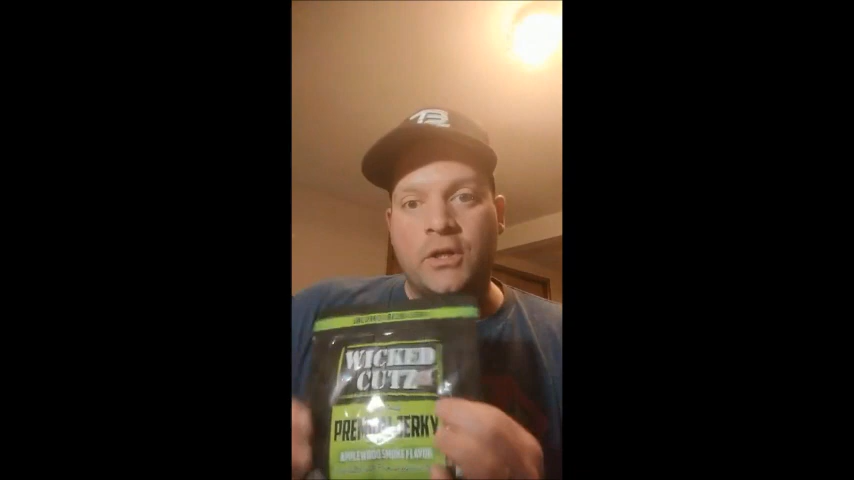 B
WICKED
CUTZ
PREMIUM JERKY
APPLEWOOD SMOKE FLAVOR